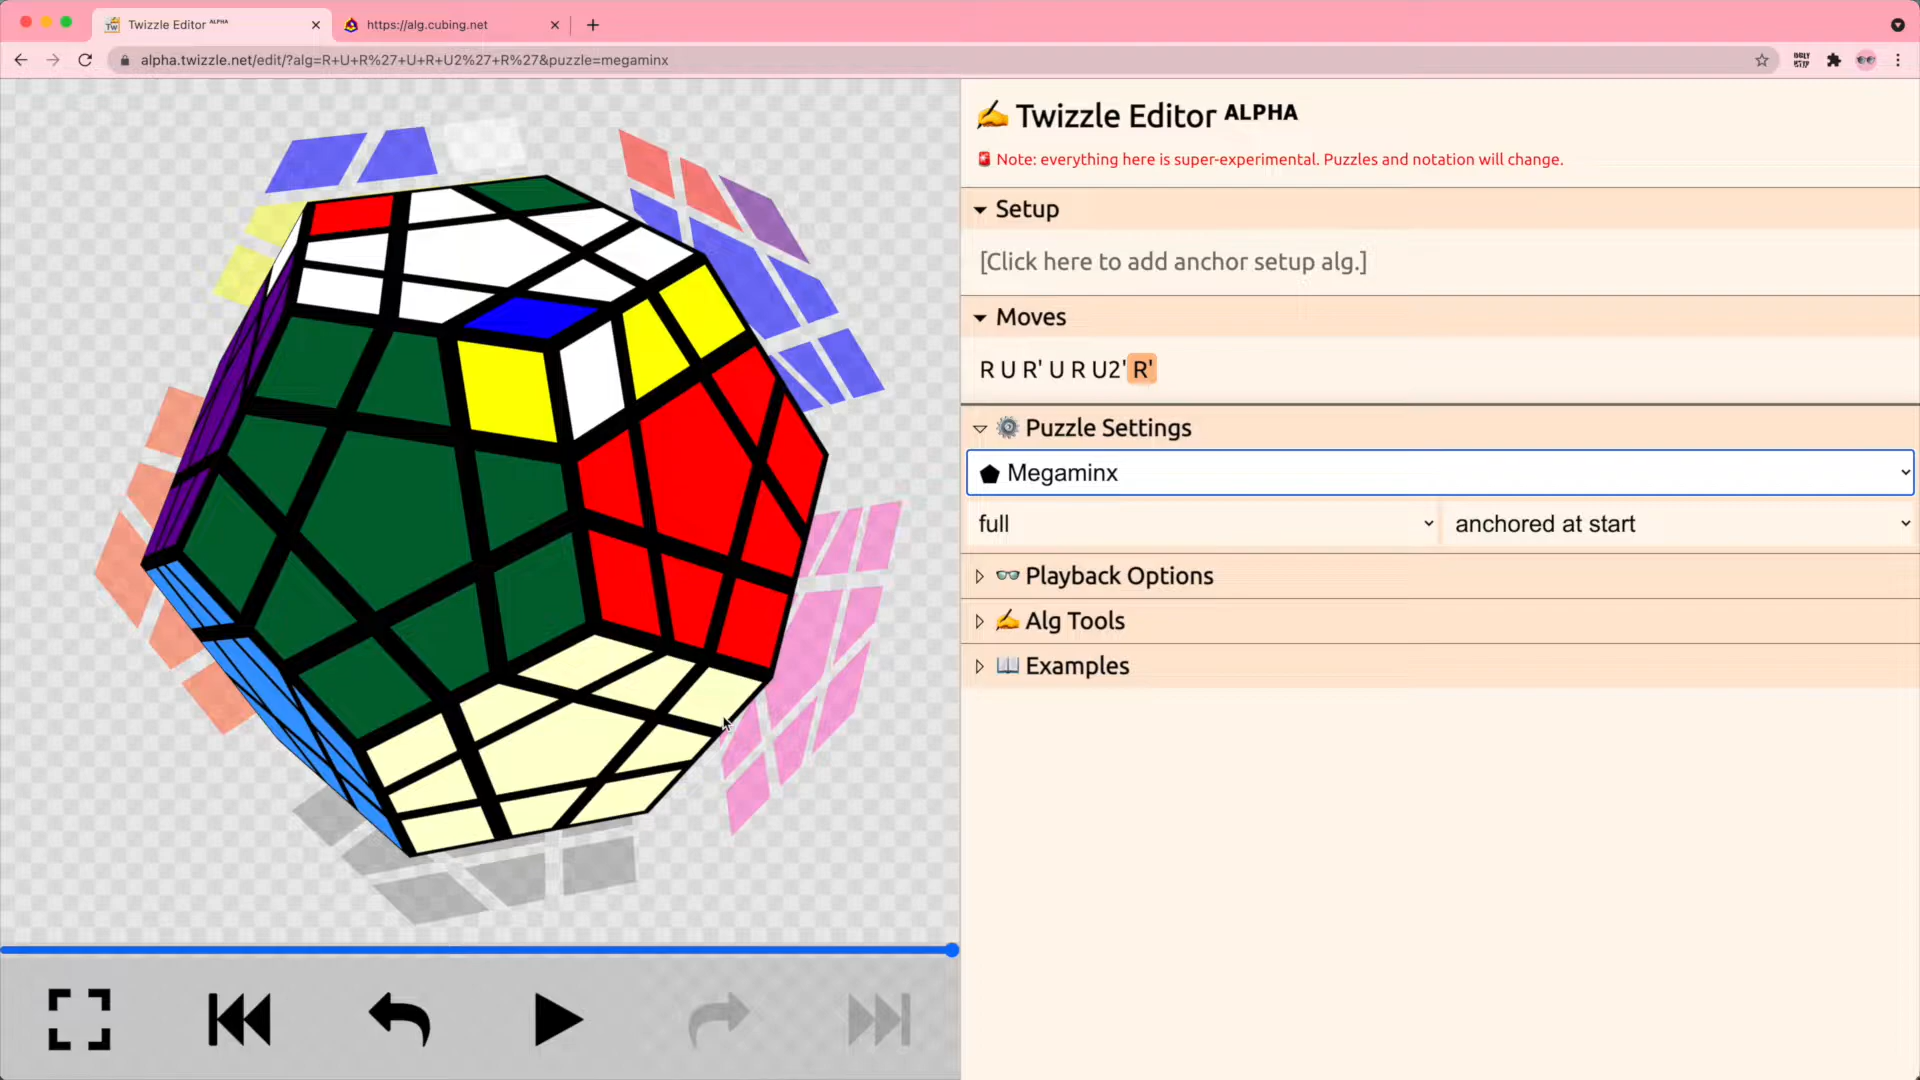 Twizzle Editor ALPHA
https://alg.cubing.net
alpha.twizzle.net/edit/?alg=R+U+R%27+U+R+U2%27+R%27&puzzle=megaminx
Twizzle Editor ALPHA
Note: everything here is super-experimental. Puzzles and notation will change.
Setup
[Click here to add anchor setup alg.]
Moves
R U R' U R U2' R'
Puzzle Settings
Megaminx
full
anchored at start
Playback Options
Alg Tools
Examples